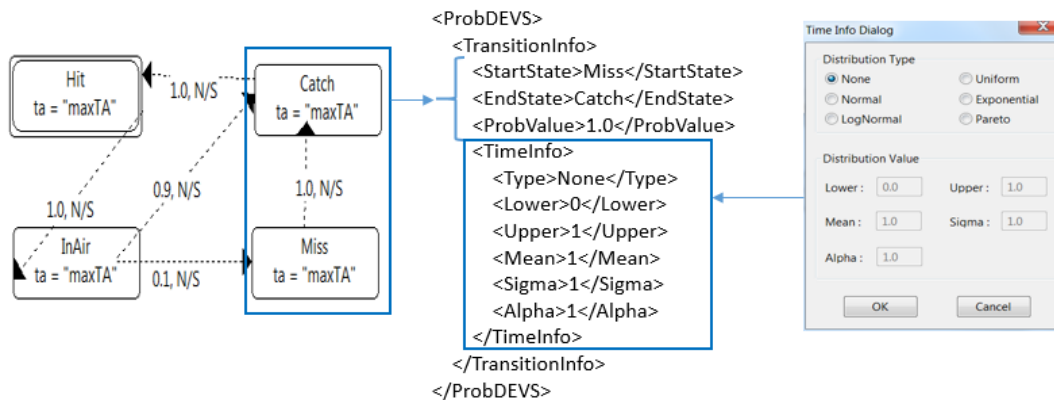 Hit
ta = "maxTA"
1.0, N/S
Catch
ta = "maxTA"
0.9, N/S
1.0, N/S
1.0, N/S
InAir
ta = "maxTA"
0.1, N/S
Miss
ta = "maxTA"
<ProbDEVS>
<TransitionInfo>
<StartState>Miss</StartState>
<EndState>Catch</EndState>
<ProbValue>1.0</ProbValue>
<TimeInfo>
<Type>None</Type>
<Lower>0</Lower>
<Upper>1</Upper>
<Mean>1</Mean>
<Sigma>1</Sigma>
<Alpha>1</Alpha>
</TimeInfo>
</TransitionInfo>
</ProbDEVS>
Time Info Dialog
Distribution Type
None Uniform
Normal Exponential
LogNormal Pareto
Distribution Value
Lower : 0.0 Upper : 1.0
Mean : 1.0 Sigma : 1.0
Alpha : 1.0
OK Cancel